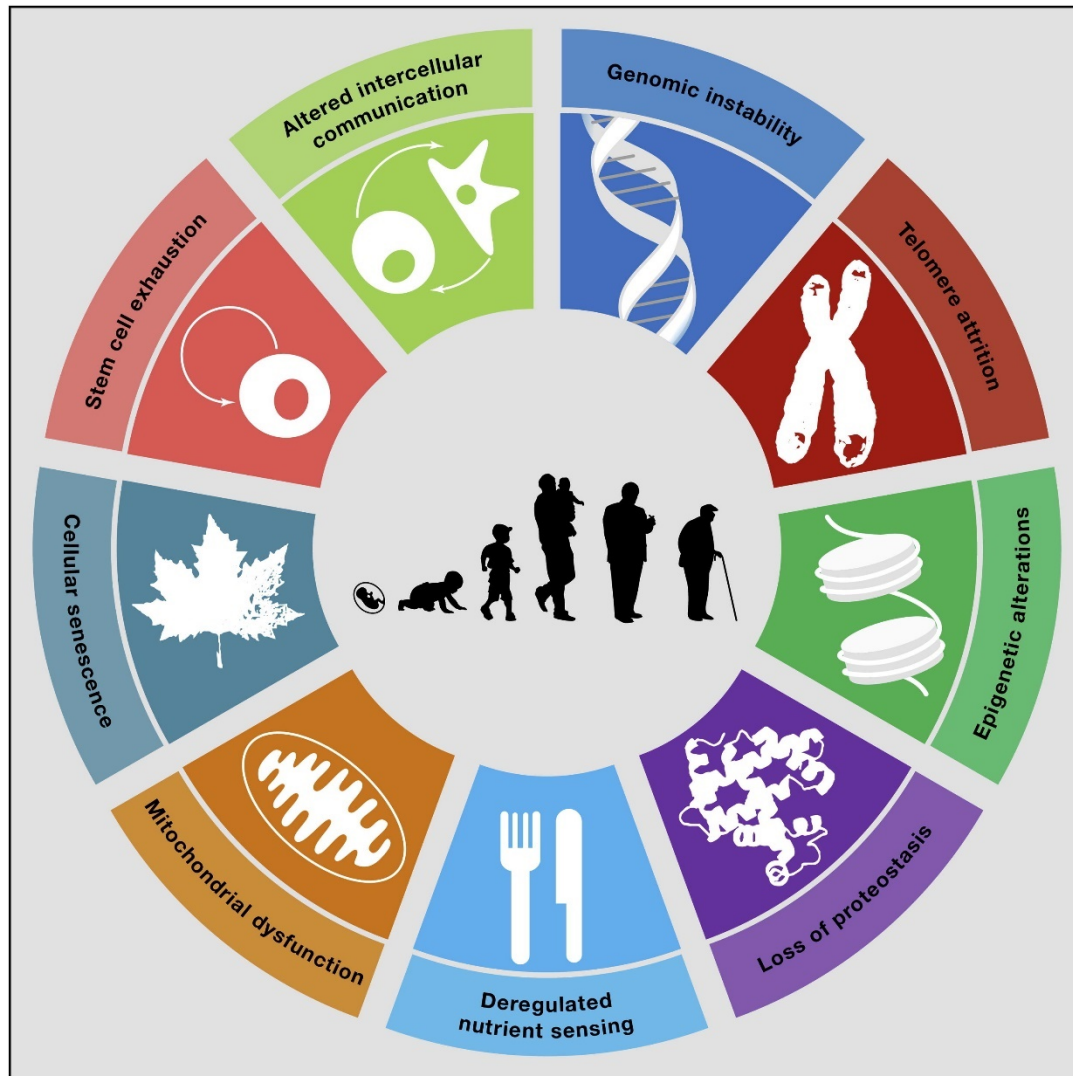 Genomic instability
Telomere attrition
Epigenetic alterations
Loss of proteostasis
Deregulated
nutrient sensing
Mitochondrial dysfunction
Cellular senescence
Stem cell exhaustion
Altered intercellular
communication